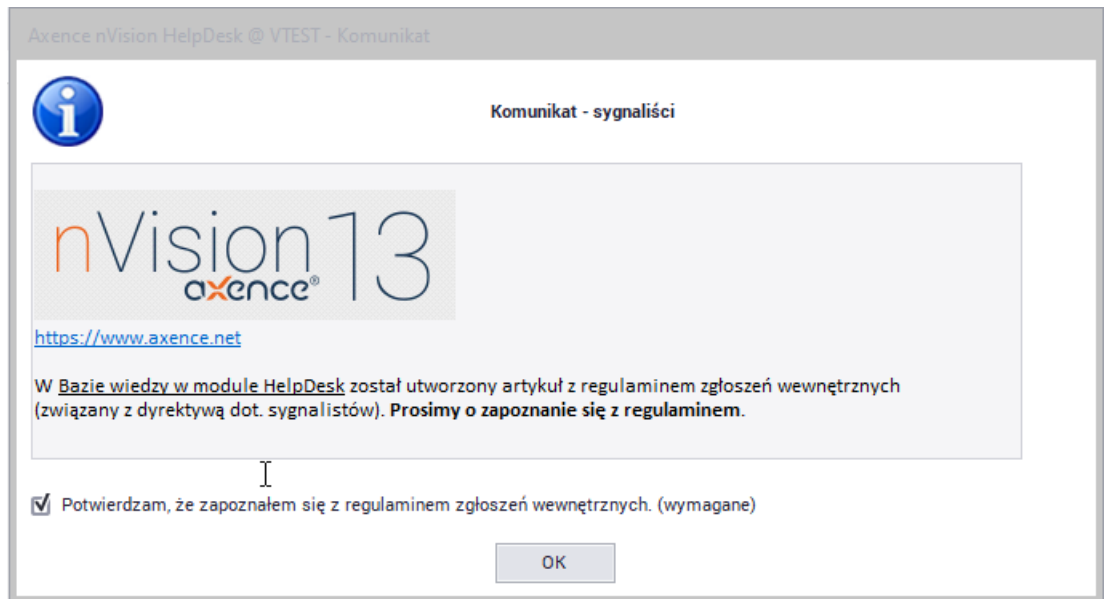 Axence nVision HelpDesk @ VTEST - Komunikat
Komunikat - sygnaliści
nVision 13
axence®
https://www.axence.net
W Bazie wiedzy w module HelpDesk został utworzony artykuł z regulaminem zgłoszeń wewnętrznych
(związany z dyrektywą dot. sygnalistów). Prosimy o zapoznanie się z regulaminem.
Potwierdzam, że zapoznałem się z regulaminem zgłoszeń wewnętrznych. (wymagane)
OK